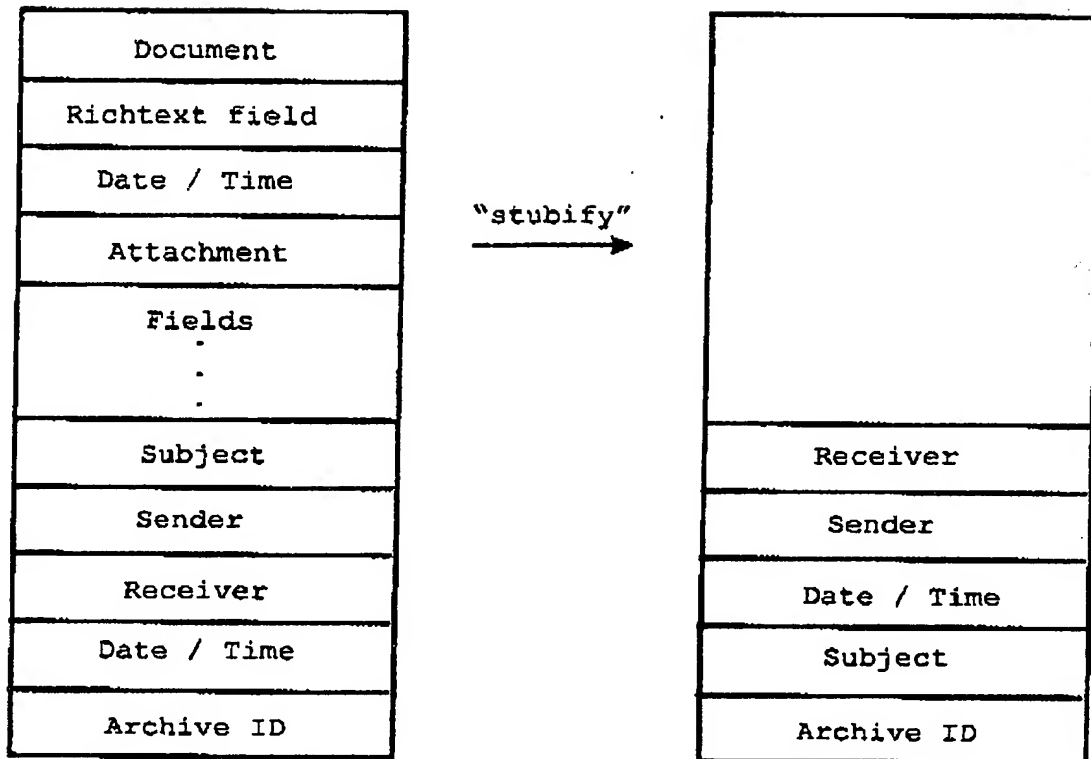 Document
Richtext field
Date / Time
Attachment
Fields
.
.
.
Subject
Sender
Receiver
Date / Time
Archive ID
"stubify"
Receiver
Sender
Date / Time
Subject
Archive ID